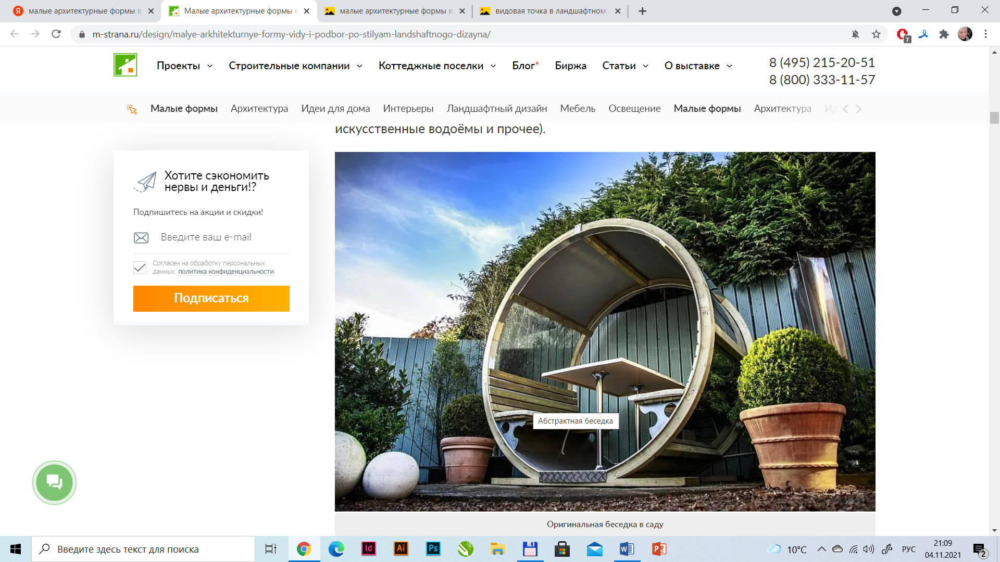 малые архитектурные формы в
Малые архитектурные формы в
малые архитектурные формы в
видовая точка в ландшафтном
m-strana.ru/design/malye-arkhitekturnye-formy-vidy-i-podbor-po-stilyam-landshaftnogo-dizayna/
7
Проекты Строительные компании Коттеджные поселки Блог* Биржа Статьи О выставке
8 (495) 215-20-51
8 (800) 333-11-57
Малые формы Архитектура Идеи для дома Интерьеры Ландшафтный дизайн Мебель Освещение Малые формы Архитектура Ид
искусственные водоёмы и прочее).
Хотите сэкономить
нервы и деньги!?
Подпишитесь на акции и скидки!
Введите ваш e-mail
Согласен на обработку персональных
данных. политика конфиденциальности
Подписаться
Абстрактная беседка
Оригинальная беседка в саду
Введите здесь текст для поиска
Id
Ai
Ps
10°C
РУС
21:09
04.11.2021
2